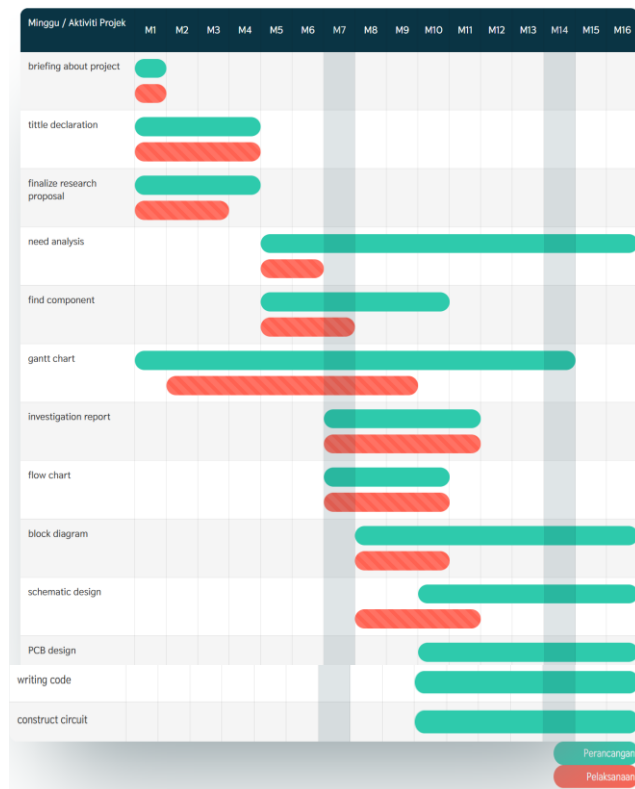 Minggu / Aktiviti Projek M1 M2 M3 M4 M5 M6 M7 M8 M9 M10 M11 M12 M13 M14 M15 M16
briefing about project
tittle declaration
finalize research
proposal
need analysis
find component
gantt chart
investigation report
flow chart
block diagram
schematic design
PCB design
writing code
construct circuit
Perancangan
Pelaksanaan